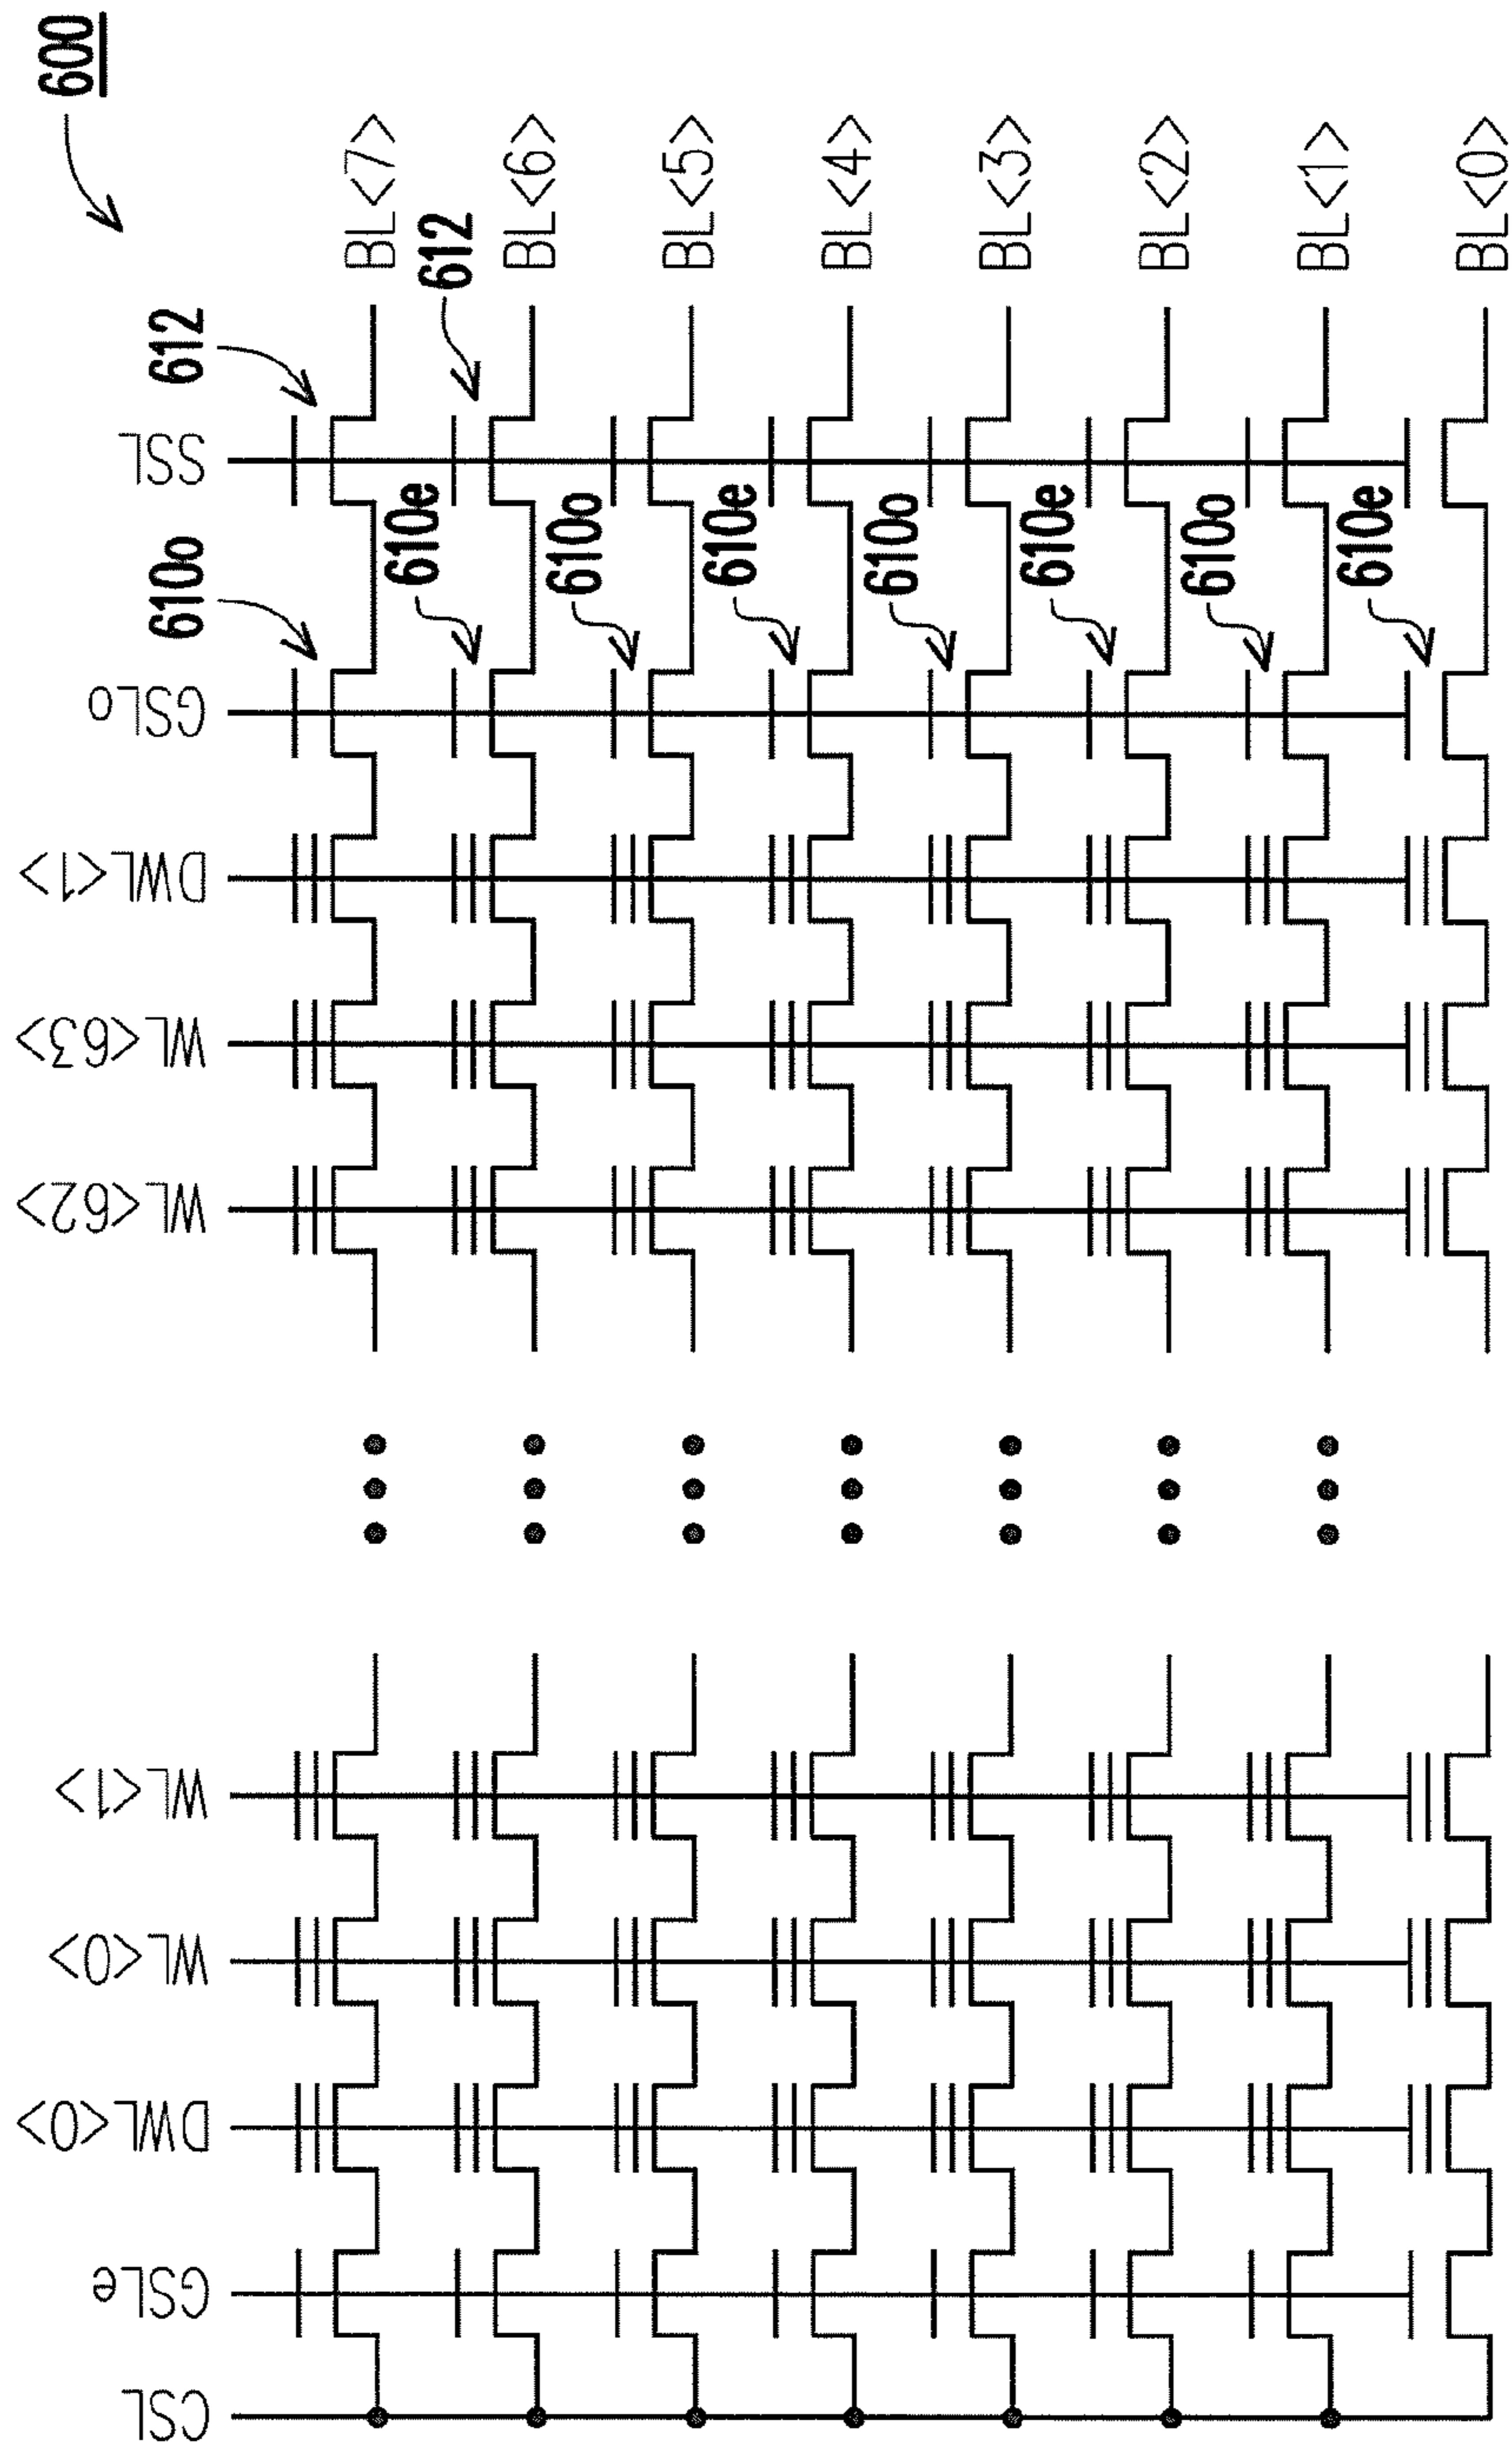 600
BL<7>
BL<6>
BL<5>
BL<4>
BL<3>
BL<2>
BL<1>
BL<0>
612
612
SSL
610o
610e
610o
610e
610o
610e
610o
610e
GSLo
DWL<1>
WL<63>
WL<62>
WL<1>
WL<0>
DWL<0>
GSLe
CSL